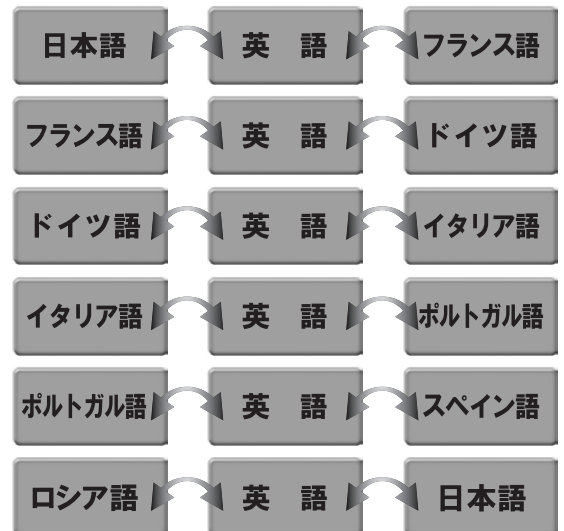 日本語 英 語 フランス語
フランス語 英 語 ドイツ語
ドイツ語 英 語 イタリア語
イタリア語 英 語 ポルトガル語
ポルトガル語 英 語 スペイン語
ロシア語 英 語 日本語